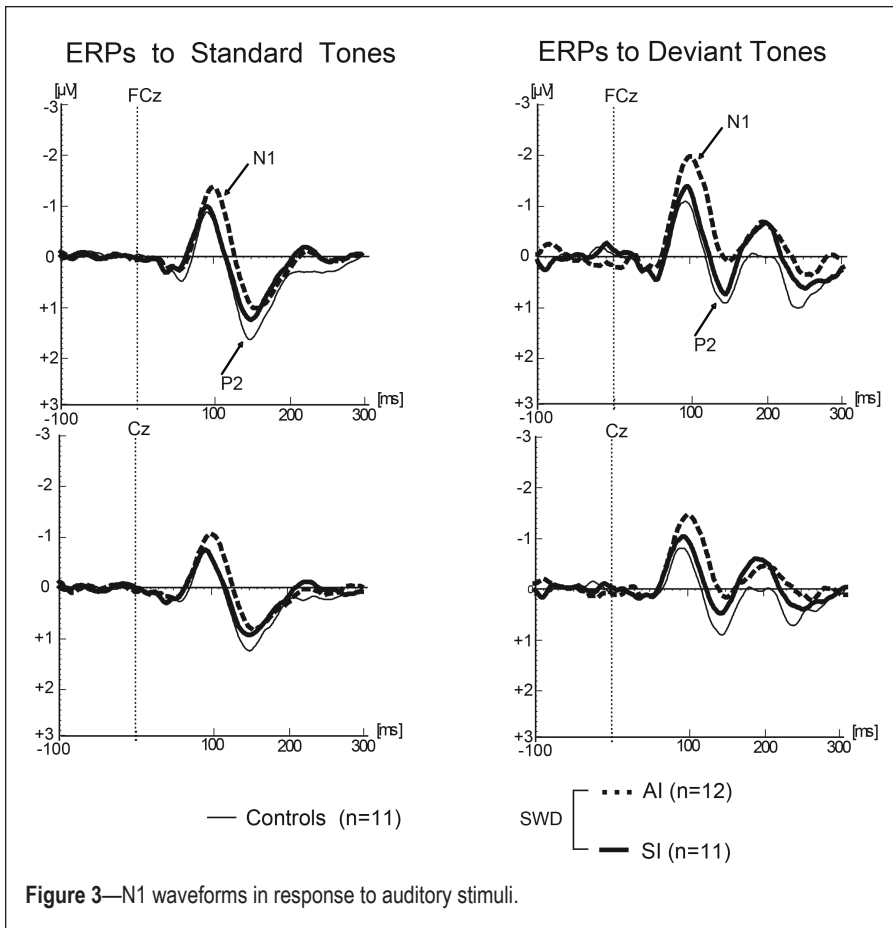 ERPs to Standard Tones
ERPs to Deviant Tones
[µV]
FCz
-3
-2
-1
0
+1
+2
+3
-100
100
200
300
[ms]
N1
P2
[µV]
FCz
-3
-2
-1
0
+1
+2
+3
-100
100
200
300
[ms]
N1
P2
Cz
-3
-2
-1
0
+1
+2
+3
-100
100
200
300
[ms]
Cz
-3
-2
-1
0
+1
+2
+3
-100
100
200
300
[ms]
Controls (n=11)
SWD
AI (n=12)
SI (n=11)
Figure 3—N1 waveforms in response to auditory stimuli.